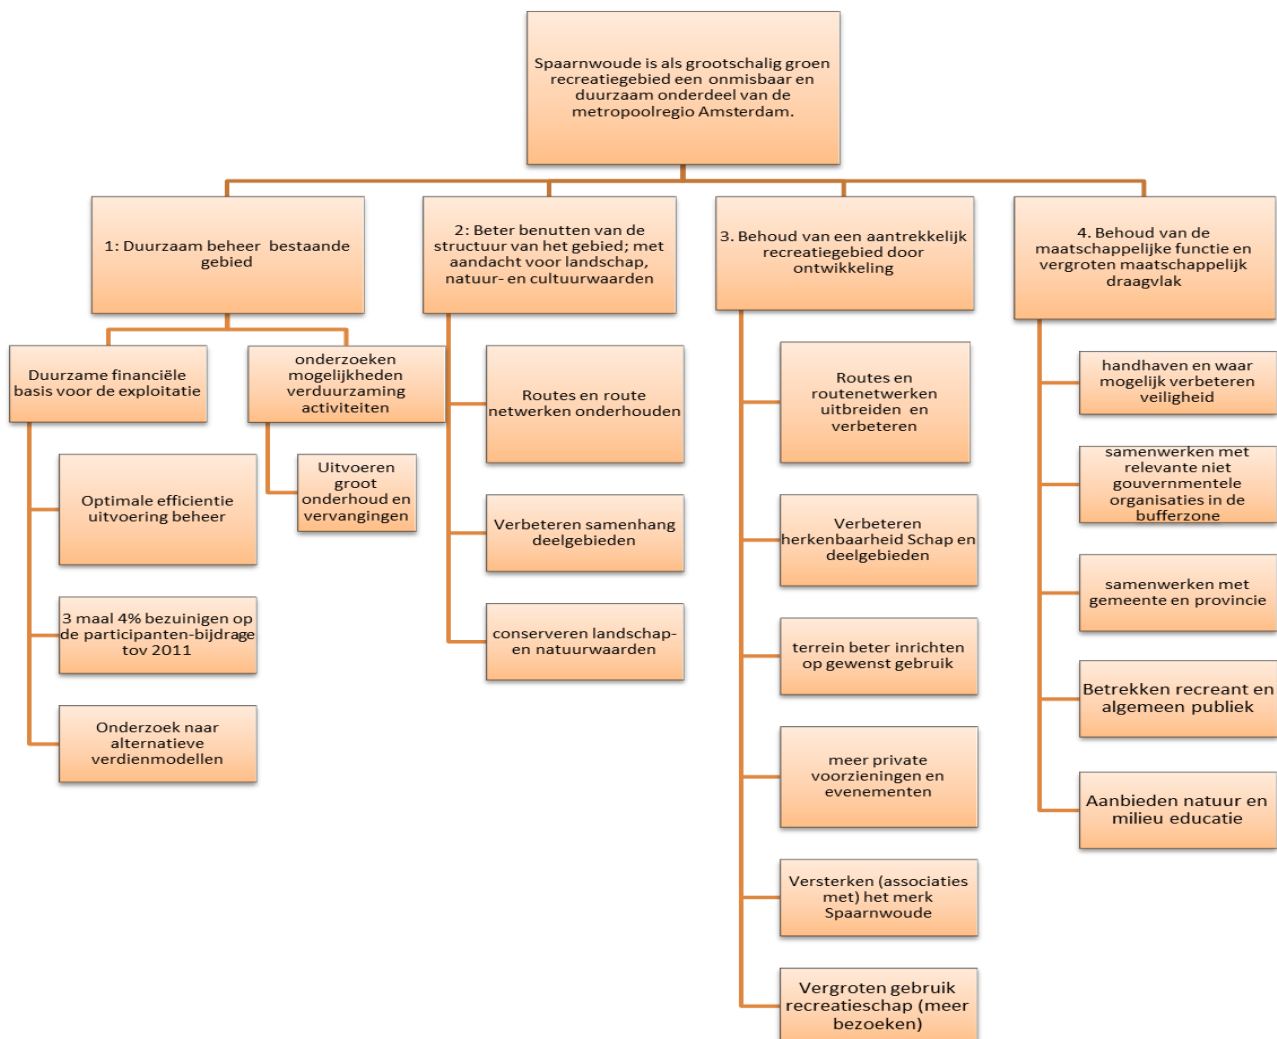 Spaarnwoude is als grootschalig groen
recreatiegebied een onmisbaar en
duurzaam onderdeel van de
metropoolregio Amsterdam.
1: Duurzaam beheer bestaande
gebied
Duurzame financiële
basis voor de exploitatie
Optimale efficientie
uitvoering beheer
3 maal 4% bezuinigen op
de participanten-bijdrage
tov 2011
Onderzoek naar
alternatieve
verdienmodellen
onderzoeken
mogelijkheden
verduurzaming
activiteiten
Uitvoeren
groot
onderhoud en
vervangingen
2: Beter benutten van de
structuur van het gebied; met
aandacht voor landschap,
natuur- en cultuurwaarden
Routes en route
netwerken onderhouden
Verbeteren samenhang
deelgebieden
conserveren landschap-
en natuurwaarden
3. Behoud van een aantrekkelijk
recreatiegebied door
ontwikkeling
Routes en
routenetwerken
uitbreiden en
verbeteren
Verbeteren
herkenbaarheid Schap en
deelgebieden
terrein beter inrichten
op gewenst gebruik
meer private
voorzieningen en
evenementen
Versterken (associaties
met) het merk
Spaarnwoude
Vergroten gebruik
recreatieschap (meer
bezoeken)
4. Behoud van de
maatschappelijke functie en
vergroten maatschappelijk
draagvlak
handhaven en waar
mogelijk verbeteren
veiligheid
samenwerken met
relevante niet
gouvernmentele
organisaties in de
bufferzone
samenwerken met
gemeente en provincie
Betrekken recreant en
algemeen publiek
Aanbieden natuur en
milieu educatie